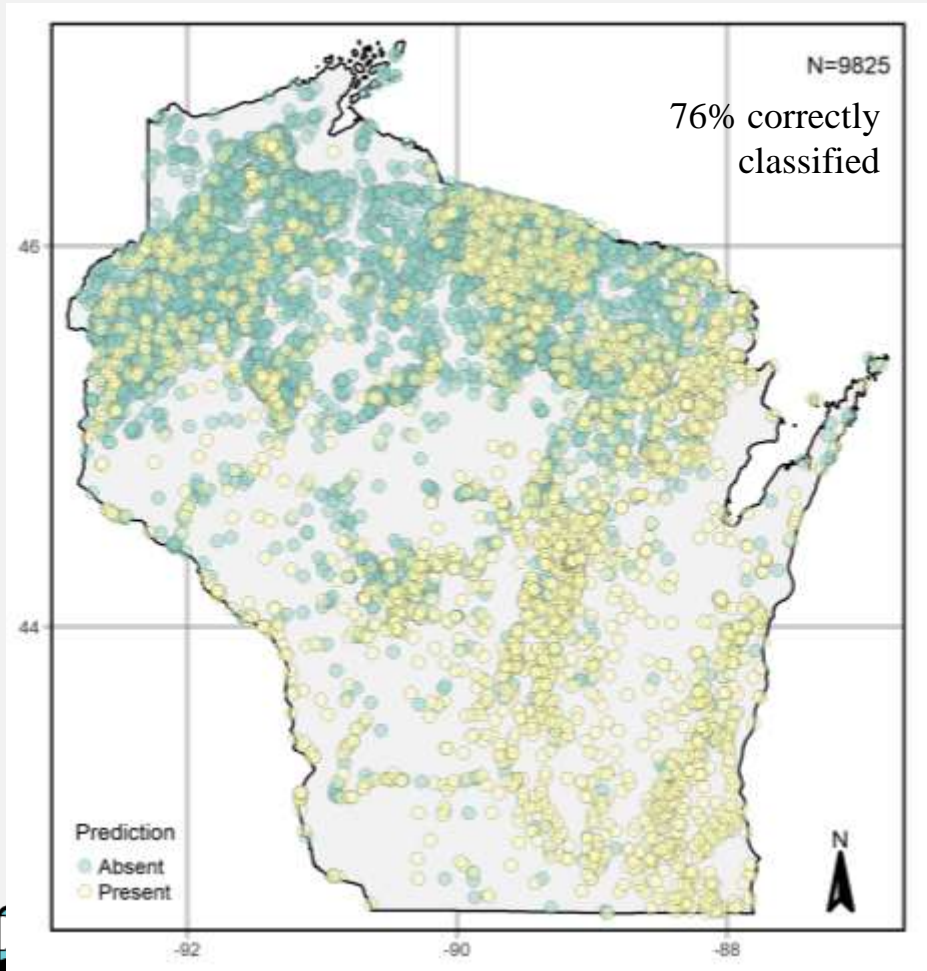 N=9825
76% correctly
classified
46
44
Prediction
Absent
Present
N
-92
-90
-88